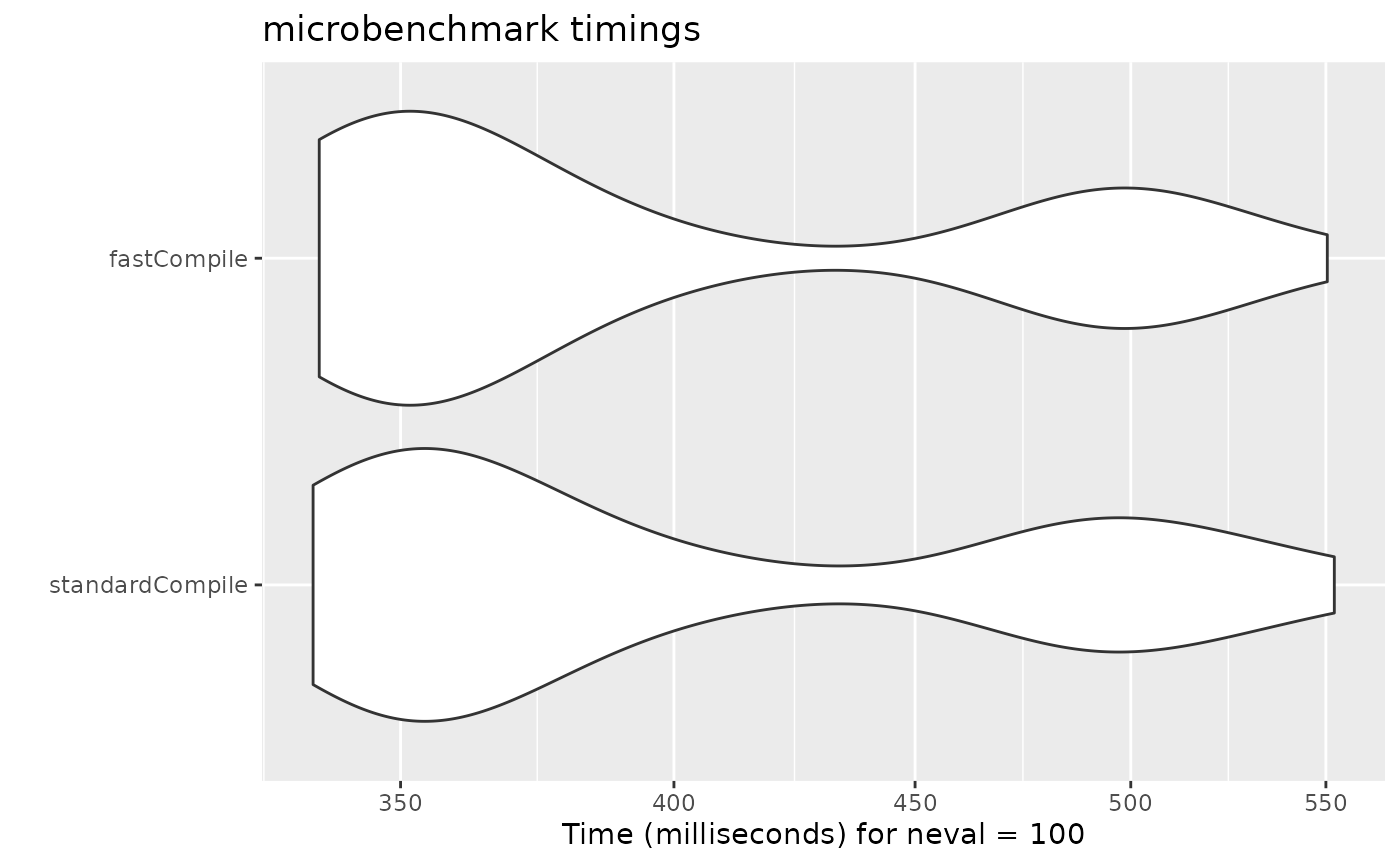 microbenchmark timings
fastCompile
standardCompile
350 400 450 500 550
Time (milliseconds) for neval = 100